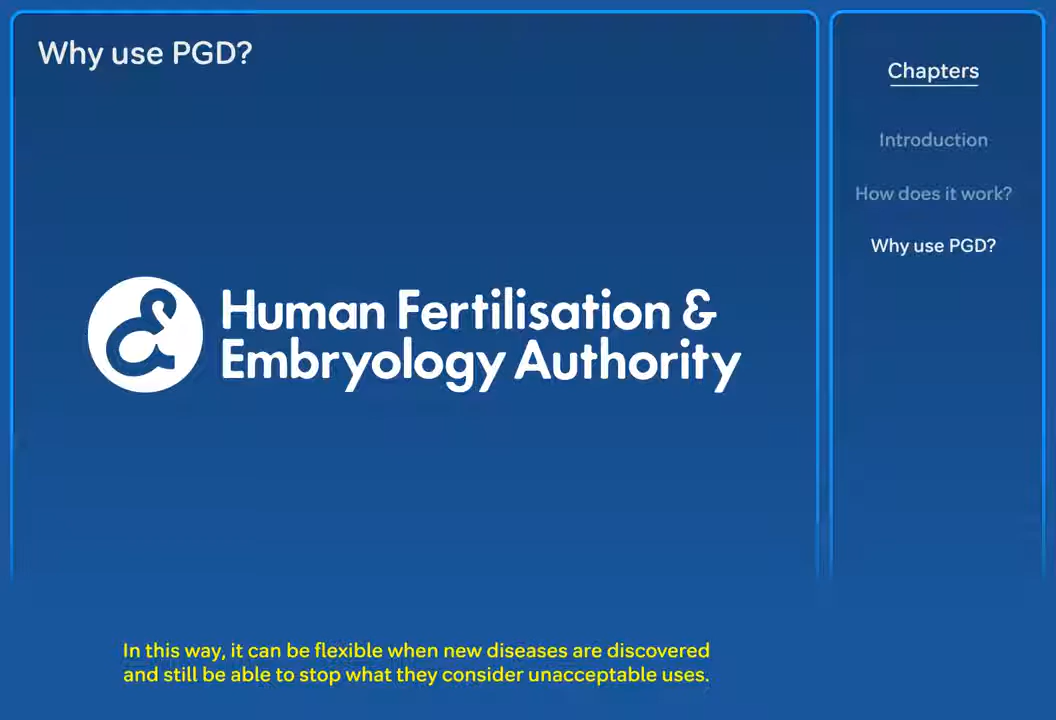 Why use PGD?
Chapters
Introduction
How does it work?
Why use PGD?
Human Fertilisation &
Embryology Authority
In this way, it can be flexible when new diseases are discovered
and still be able to stop what they consider unacceptable uses.